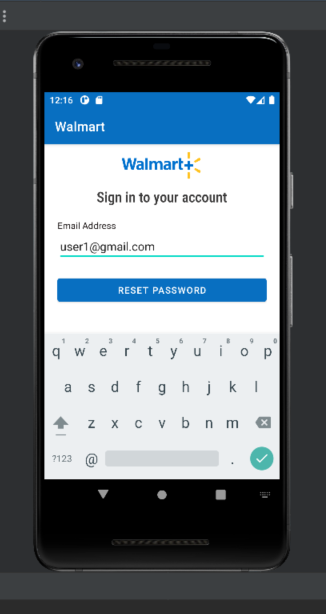 12:16
Walmart
Walmart+
Sign in to your account
Email Address
user1@gmail.com
RESET PASSWORD
1 2 3 4 5 6 7 8 9 0
q w e r t y u i o p
a s d f g h j k l
z x c v b n m
?123 @ .